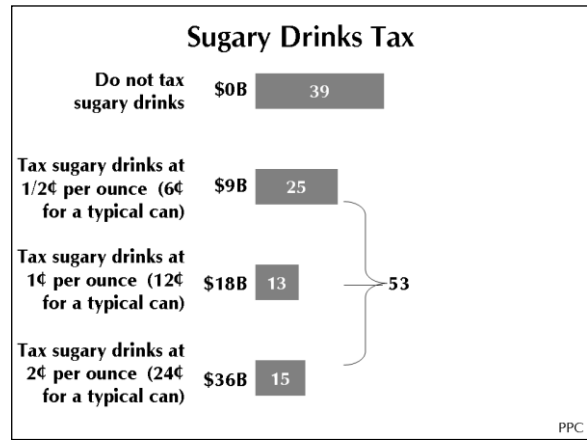 Sugary Drinks Tax
Do not tax
sugary drinks
$0B
39
Tax sugary drinks at
1/2¢ per ounce (6¢
for a typical can)
$9B
25
Tax sugary drinks at
1¢ per ounce (12¢
for a typical can)
$18B
13
53
Tax sugary drinks at
2¢ per ounce (24¢
for a typical can)
$36B
15
PPC